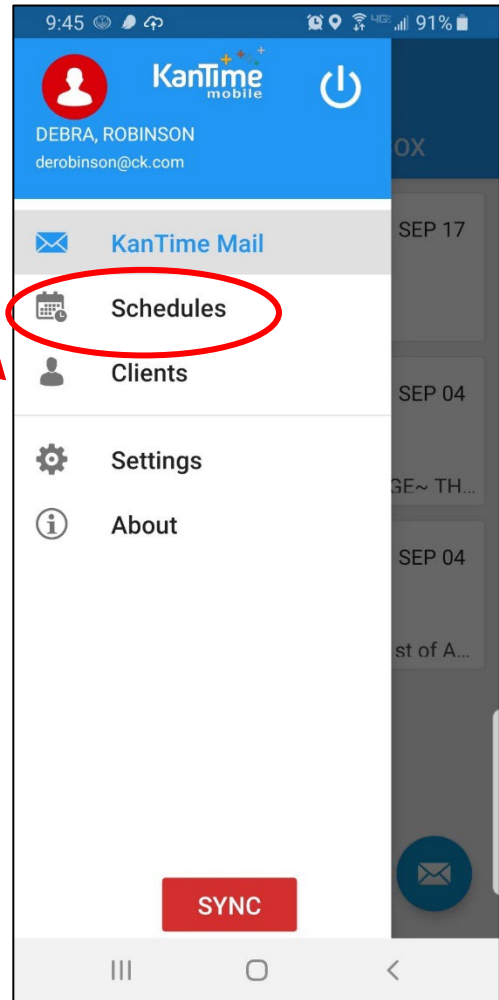 9:45
4GE
91%
KanTime
mobile
DEBRA, ROBINSON
derobinson@ck.com
OX
KanTime Mail
SEP 17
Schedules
Clients
SEP 04
Settings
GE~ TH...
About
SEP 04
st of A...
SYNC